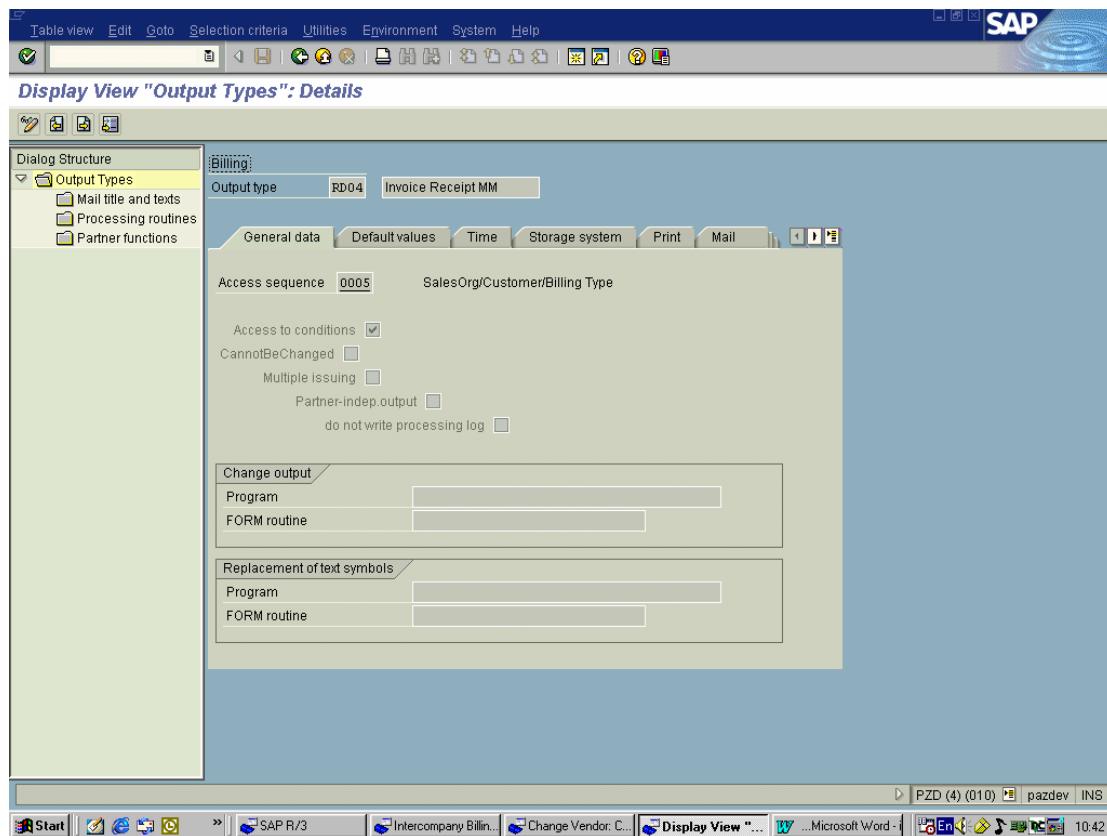 Table view Edit Goto Selection criteria Utilities Environment System Help
SAP
Display View "Output Types": Details
Dialog Structure
Output Types
Mail title and texts
Processing routines
Partner functions
Billing
Output type RD04 Invoice Receipt MM
General data Default values Time Storage system Print Mail
Access sequence 0005 SalesOrg/Customer/Billing Type
Access to conditions
CannotBeChanged
Multiple issuing
Partner-indep.output
do not write processing log
Change output
Program
FORM routine
Replacement of text symbols
Program
FORM routine
PZD (4) (010) pazdev INS
Start » SAP R/3 Intercompany Billin... Change Vendor: C... Display View "... ...Microsoft Word - i En 10:42